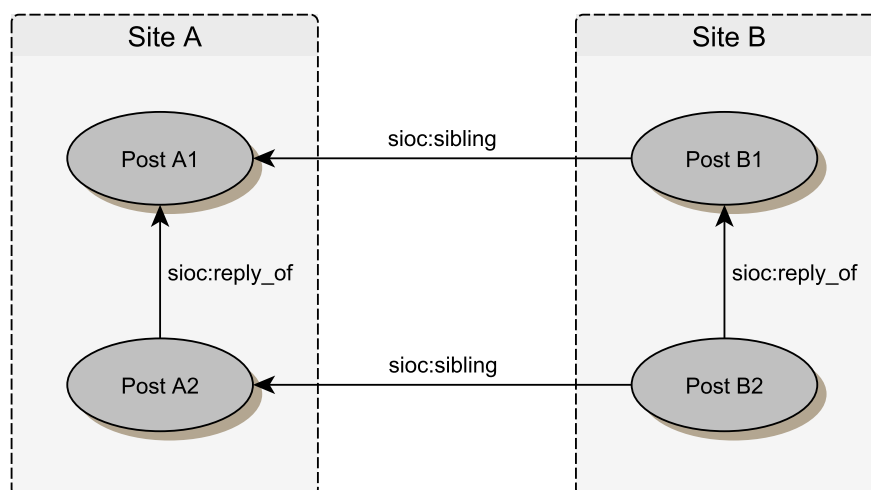 Site A
Site B
sioc:sibling
Post A1
Post B1
sioc:reply_of
sioc:reply_of
sioc:sibling
Post A2
Post B2